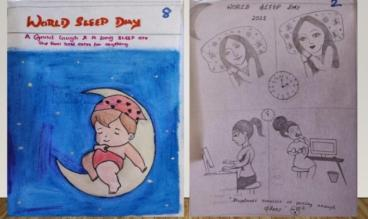 8
WORLD SLEEP DAY
A Good laugh & A long SLEEP are
the two best cures for anything
2
WORLD SLEEP DAY
2021